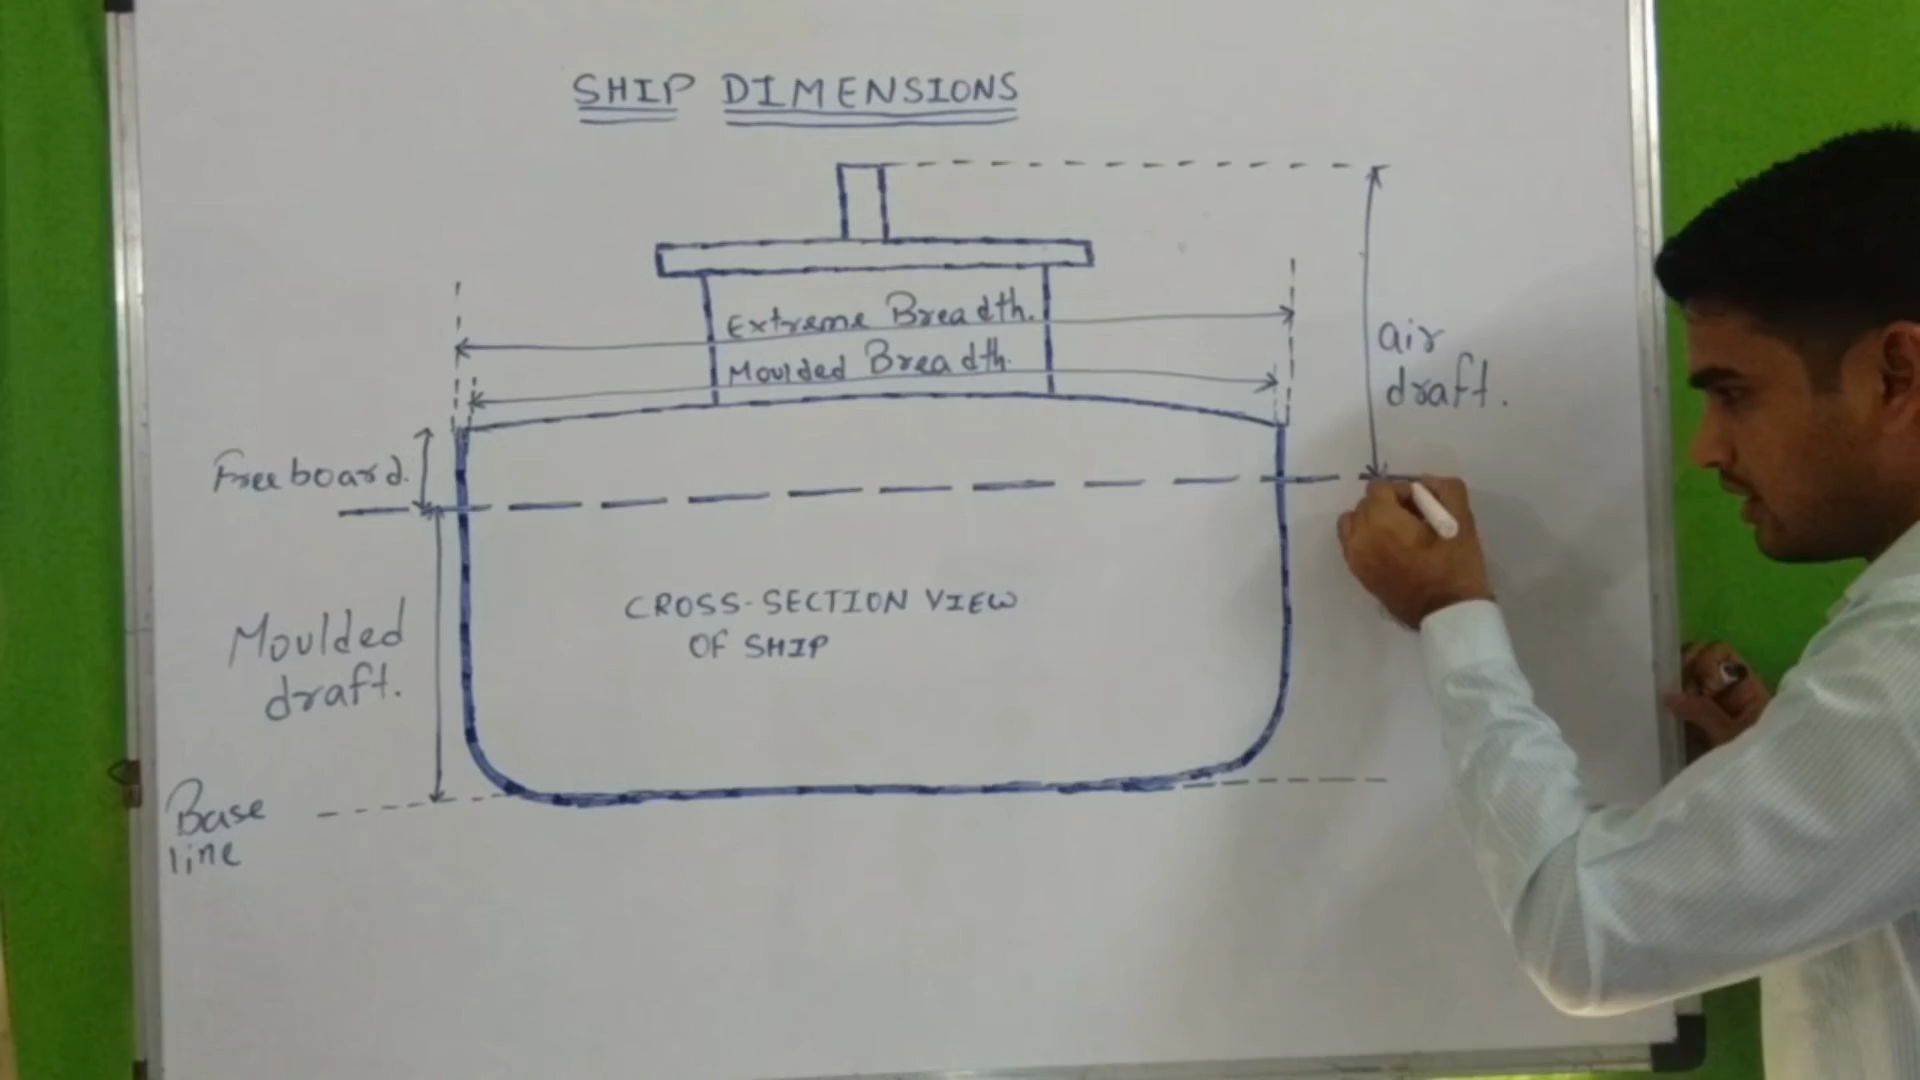 SHIP DIMENSIONS
Extreme Breadth.
Moulded Breadth.
air
draft.
Freeboard.
CROSS-SECTION VIEW
OF SHIP
Moulded
draft.
Base
line